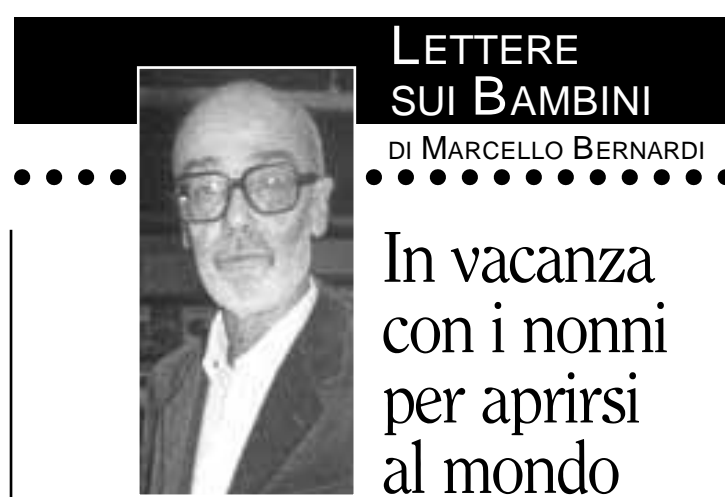 LETTERE
SUI BAMBINI
DI MARCELLO BERNARDI
In vacanza
con i nonni
per aprirsi
al mondo